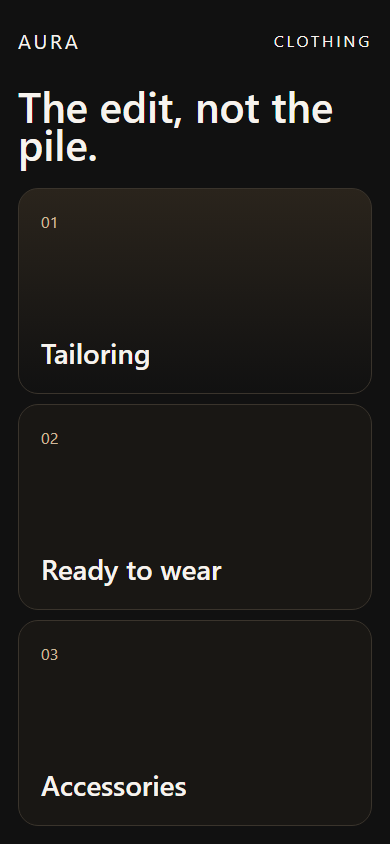 AURA
CLOTHING
The edit, not the
pile.
01
Tailoring
02
Ready to wear
03
Accessories